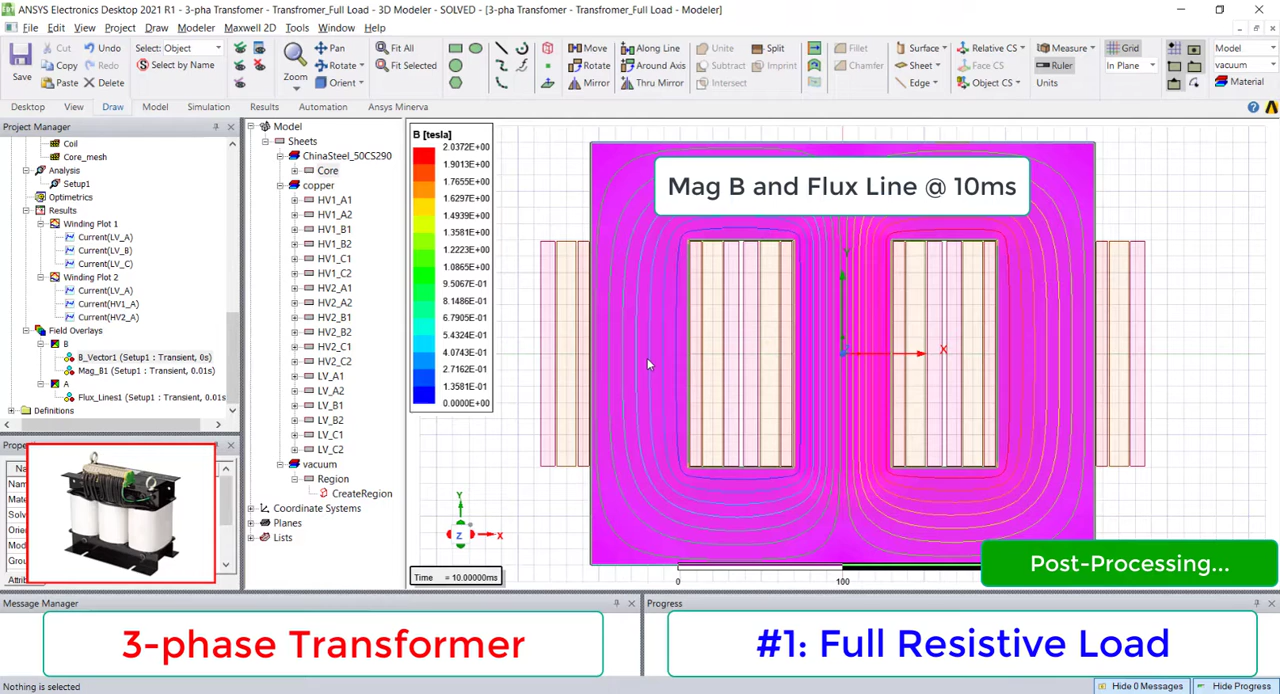 ANSYS Electronics Desktop 2021 R1 - 3-pha Transfomer - Transfromer_Full Load - 3D Modeler - SOLVED - [3-pha Transfomer - Transfromer_Full Load - Modeler]
File Edit View Project Draw Modeler Maxwell 2D Tools Window Help
Save
Cut
Copy
Paste
Undo
Redo
Delete
Select: Object
Select by Name
Zoom
Pan
Rotate
Orient
Fit All
Fit Selected
Move
Rotate
Mirror
Along Line
Around Axis
Thru Mirror
Unite
Subtract
Intersect
Split
Imprint
Fillet
Chamfer
Surface
Sheet
Edge
Relative CS
Face CS
Object CS
Measure
Ruler
Units
Grid
In Plane
Model
vacuum
Material
Desktop View Draw Model Simulation Results Automation Ansys Minerva
Project Manager
Coil
Core_mesh
Analysis
Setup1
Optimetrics
Results
Winding Plot 1
Current(LV_A)
Current(LV_B)
Current(LV_C)
Winding Plot 2
Current(LV_A)
Current(HV1_A)
Current(HV2_A)
Field Overlays
B
B_Vector1 (Setup1 : Transient, 0s)
Mag_B1 (Setup1 : Transient, 0.01s)
A
Flux_Lines1 (Setup1 : Transient, 0.01s
Definitions
Model
Sheets
ChinaSteel_50CS290
Core
copper
HV1_A1
HV1_A2
HV1_B1
HV1_B2
HV1_C1
HV1_C2
HV2_A1
HV2_A2
HV2_B1
HV2_B2
HV2_C1
HV2_C2
LV_A1
LV_A2
LV_B1
LV_B2
LV_C1
LV_C2
vacuum
Region
CreateRegion
Coordinate Systems
Planes
Lists
B [tesla]
2.0372E+00
1.9013E+00
1.7655E+00
1.6297E+00
1.4939E+00
1.3581E+00
1.2223E+00
1.0865E+00
9.5067E-01
8.1486E-01
6.7905E-01
5.4324E-01
4.0743E-01
2.7162E-01
1.3581E-01
0.0000E+00
Mag B and Flux Line @ 10ms
Y
X
Y
Z
X
Time = 10.00000ms
0 100
Post-Processing...
Prope
Na
Nam
Mate
Solv
Orie
Mod
Grou
Attrib
Message Manager
Progress
3-phase Transformer
#1: Full Resistive Load
Nothing is selected
Hide 0 Messages
Hide Progress